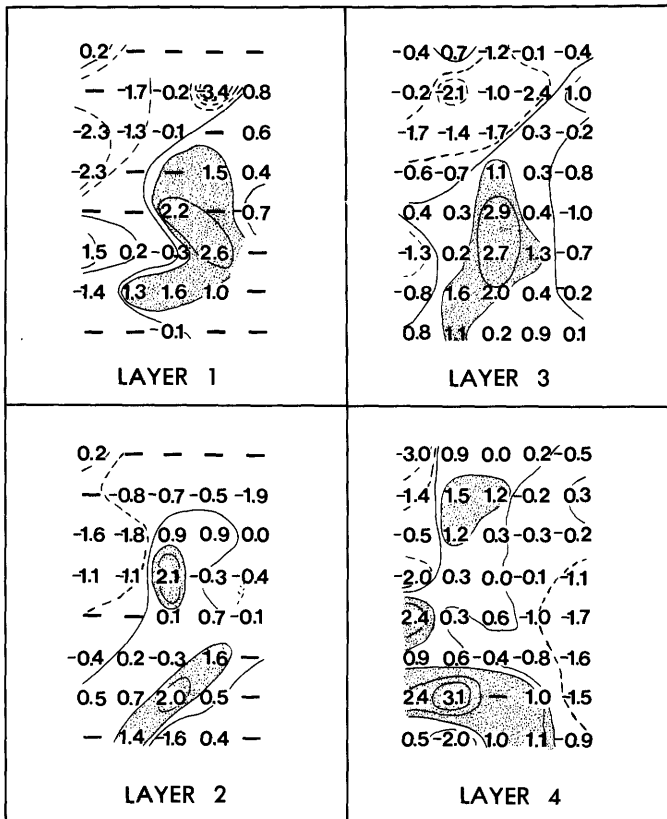 0.2 — — — —
— -1.7 -0.2 -3.4 0.8
-2.3 -1.3 -0.1 — 0.6
-2.3 — — 1.5 0.4
— — 2.2 — -0.7
1.5 0.2 -0.3 2.6 —
-1.4 1.3 1.6 1.0 —
— — -0.1 — —
LAYER 1
-0.4 0.7 -1.2 -0.1 -0.4
-0.2 -2.1 -1.0 -2.4 1.0
-1.7 -1.4 -1.7 0.3 -0.2
-0.6 -0.7 1.1 0.3 -0.8
0.4 0.3 2.9 0.4 -1.0
-1.3 0.2 2.7 1.3 -0.7
-0.8 1.6 2.0 0.4 -0.2
0.8 1.1 0.2 0.9 0.1
LAYER 3
0.2 — — — —
— -0.8 -0.7 -0.5 -1.9
-1.6 -1.8 0.9 0.9 0.0
-1.1 -1.1 2.1 -0.3 -0.4
— — 0.1 0.7 -0.1
-0.4 0.2 -0.3 1.6 —
0.5 0.7 2.0 0.5 —
— 1.4 -1.6 0.4 —
LAYER 2
-3.0 0.9 0.0 0.2 -0.5
-1.4 1.5 1.2 -0.2 0.3
-0.5 1.2 0.3 -0.3 -0.2
-2.0 0.3 0.0 -0.1 -1.1
2.4 0.3 0.6 -1.0 -1.7
0.9 0.6 -0.4 -0.8 -1.6
2.4 3.1 — 1.0 -1.5
0.5 -2.0 1.0 1.1 -0.9
LAYER 4